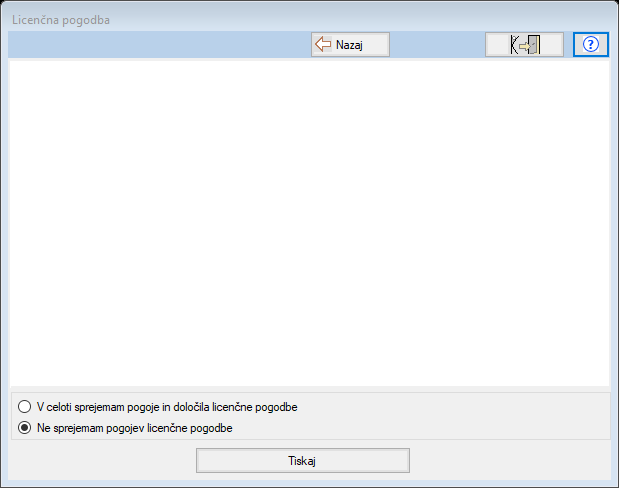 Licenčna pogodba
Nazaj
?
V celoti sprejemam pogoje in določila licenčne pogodbe
Ne sprejemam pogojev licenčne pogodbe
Tiskaj